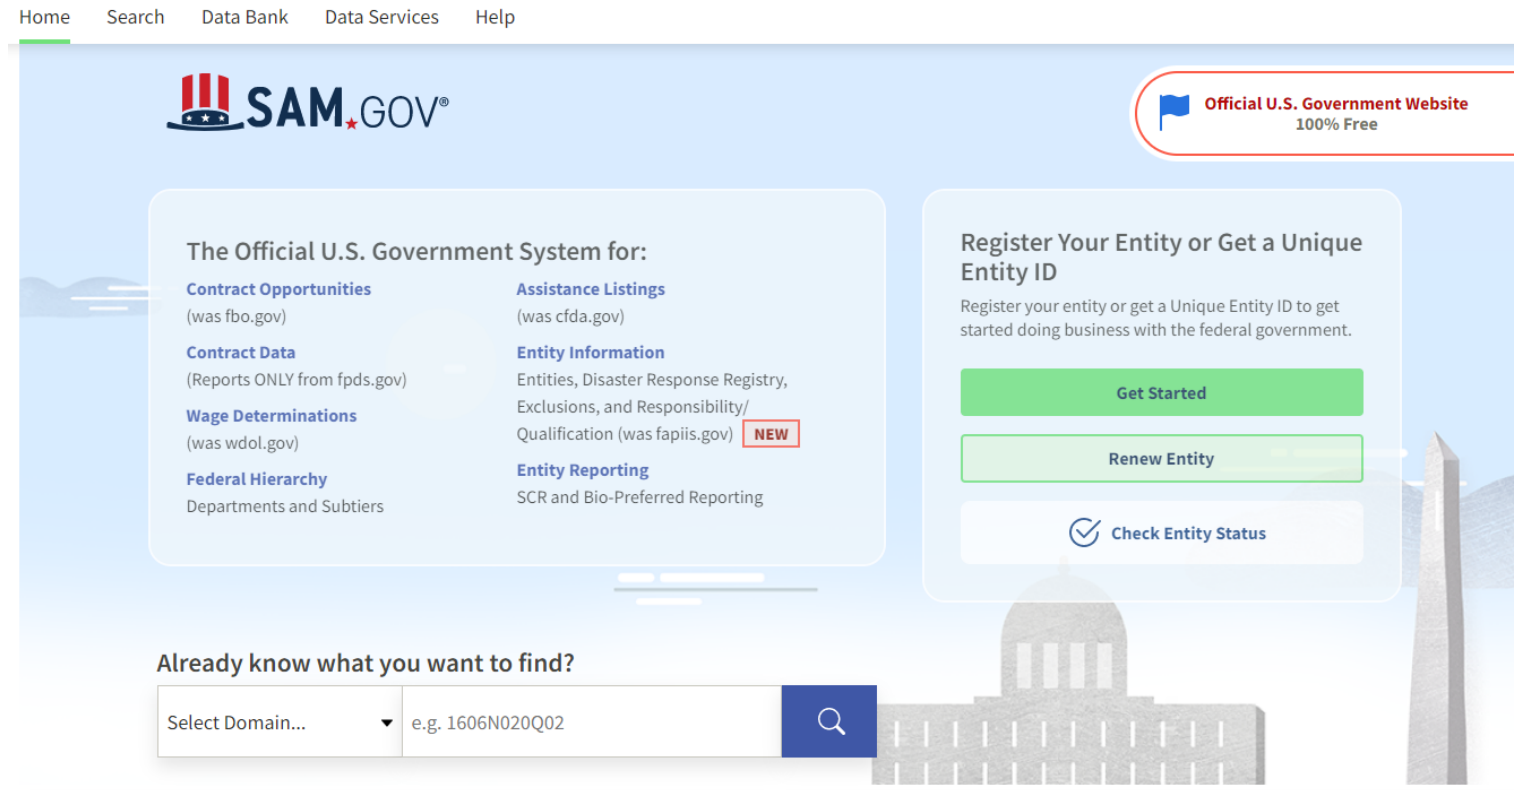 Home Search Data Bank Data Services Help
SAM.GOV®
Official U.S. Government Website
100% Free
The Official U.S. Government System for:
Contract Opportunities
(was fbo.gov)
Contract Data
(Reports ONLY from fpds.gov)
Wage Determinations
(was wdol.gov)
Federal Hierarchy
Departments and Subtiers
Assistance Listings
(was cfda.gov)
Entity Information
Entities, Disaster Response Registry,
Exclusions, and Responsibility/
Qualification (was fapiis.gov) NEW
Entity Reporting
SCR and Bio-Preferred Reporting
Register Your Entity or Get a Unique
Entity ID
Register your entity or get a Unique Entity ID to get
started doing business with the federal government.
Get Started
Renew Entity
Check Entity Status
Already know what you want to find?
Select Domain... e.g. 1606N020Q02